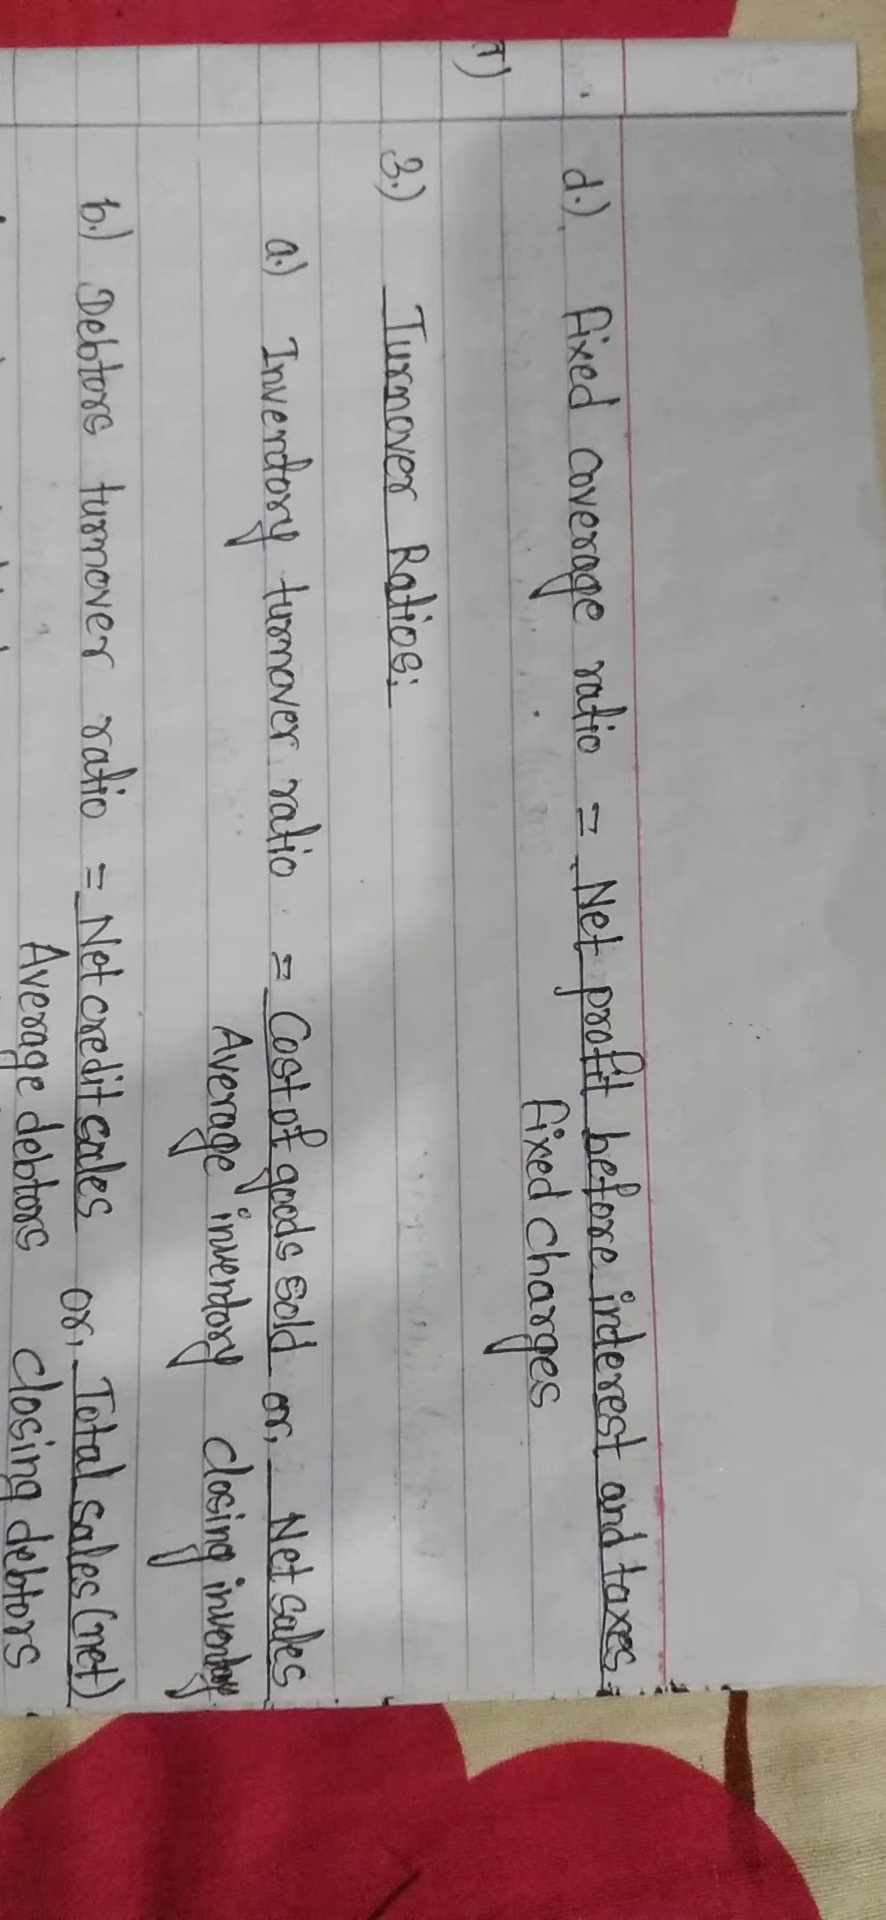 d.) fixed coverage ratio = Net profit before interest and taxes
fixed charges
3.) Turnover Ratios:
a.) Inventory turnover ratio = Cost of goods sold or, Net sales
Average inventory closing inventory
b.) Debtors turnover ratio = Net credit sales or, Total sales (net)
Average debtors closing debtors